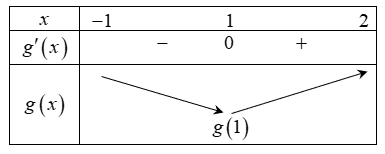 x −1 1 2
g′(x) − 0 +
g(x)
g(1)